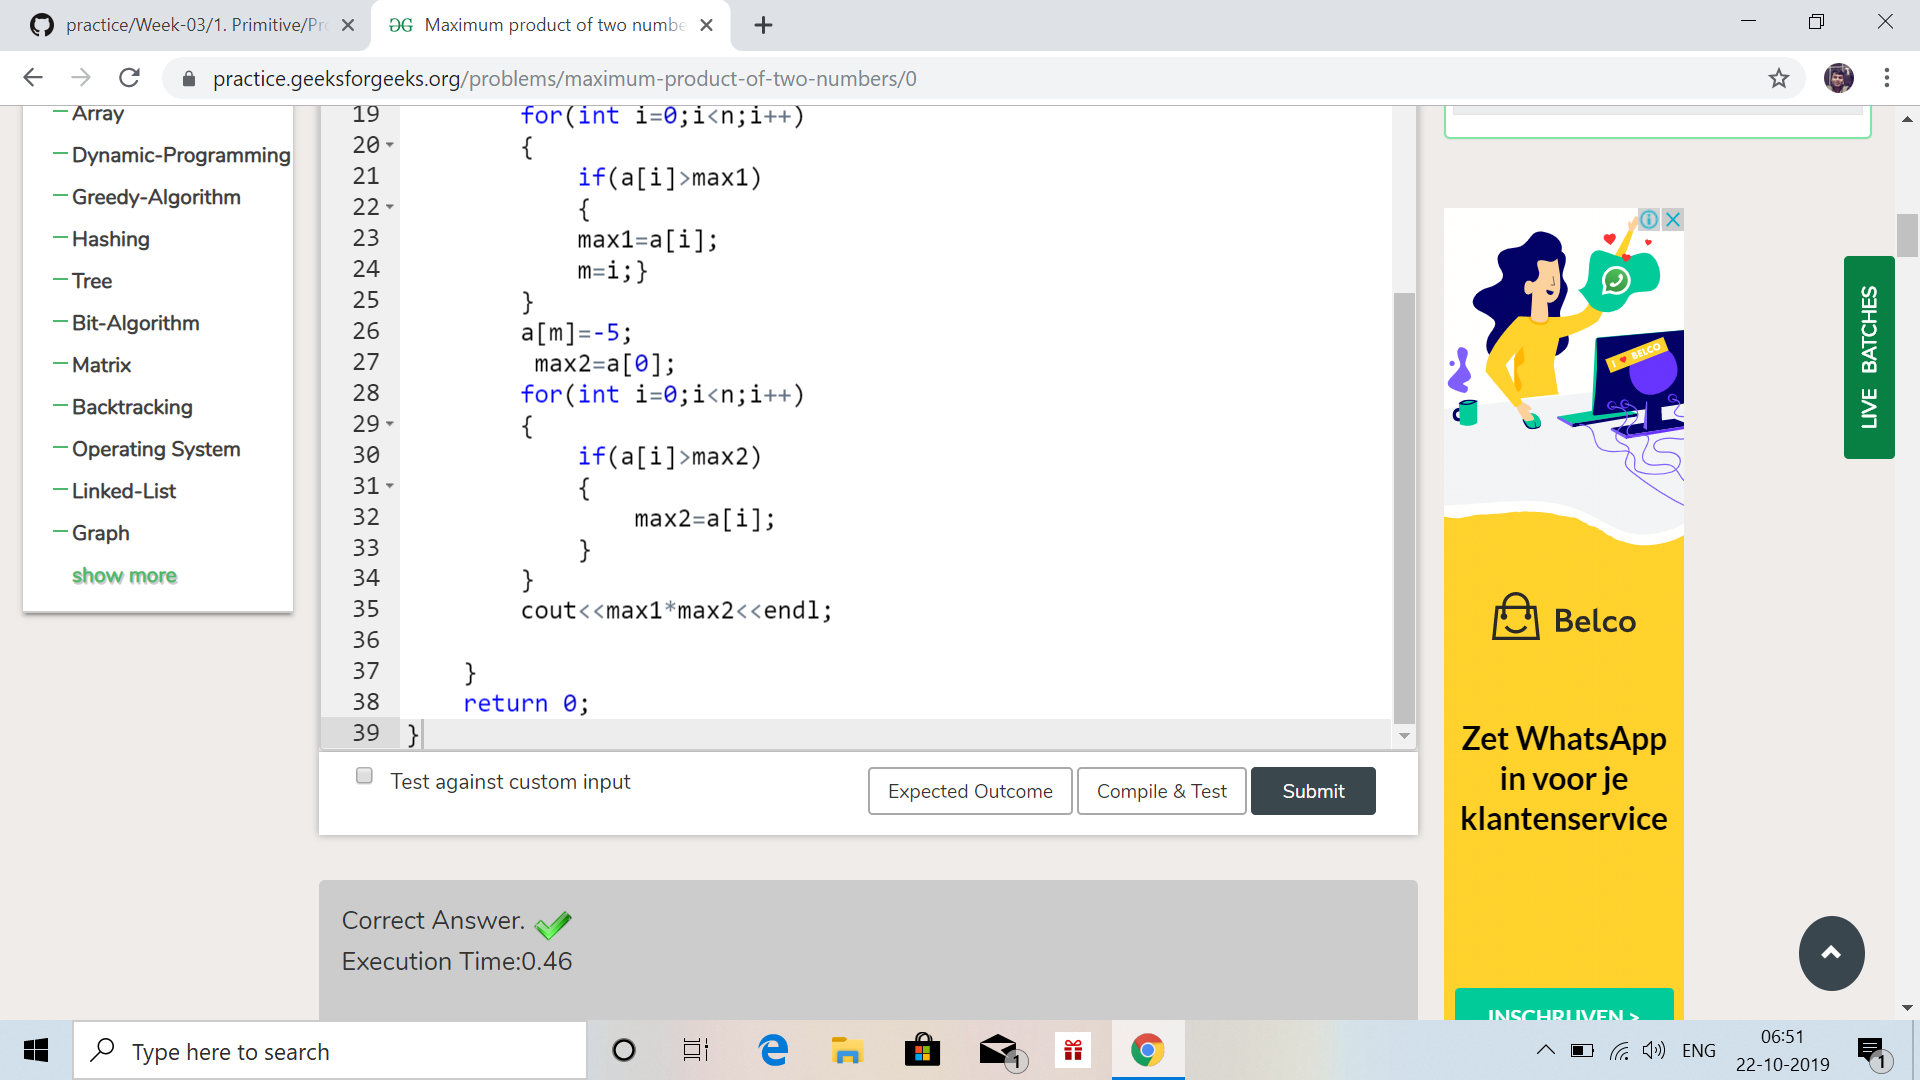 practice/Week-03/1. Primitive/Pr
Maximum product of two numbe
practice.geeksforgeeks.org/problems/maximum-product-of-two-numbers/0
Array
Dynamic-Programming
Greedy-Algorithm
Hashing
Tree
Bit-Algorithm
Matrix
Backtracking
Operating System
Linked-List
Graph
show more
19 for(int i=0;i<n;i++)
20 {
21 if(a[i]>max1)
22 {
23 max1=a[i];
24 m=i;}
25 }
26 a[m]=-5;
27 max2=a[0];
28 for(int i=0;i<n;i++)
29 {
30 if(a[i]>max2)
31 {
32 max2=a[i];
33 }
34 }
35 cout<<max1*max2<<endl;
36
37 }
38 return 0;
39 }
Test against custom input
Expected Outcome
Compile & Test
Submit
Correct Answer.
Execution Time:0.46
I ♥ BELCO
Belco
Zet WhatsApp
in voor je
klantenservice
INSCHRIJVEN >
LIVE BATCHES
Type here to search
1
ENG
06:51
22-10-2019
1